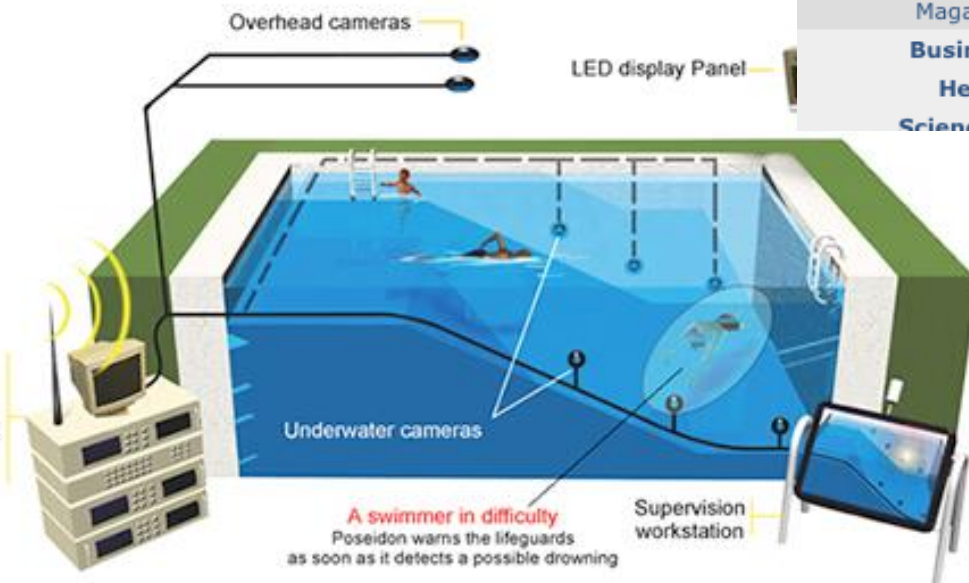 Overhead cameras
LED display Panel
Underwater cameras
A swimmer in difficulty
Poseidon warns the lifeguards
as soon as it detects a possible drowning
Supervision
workstation